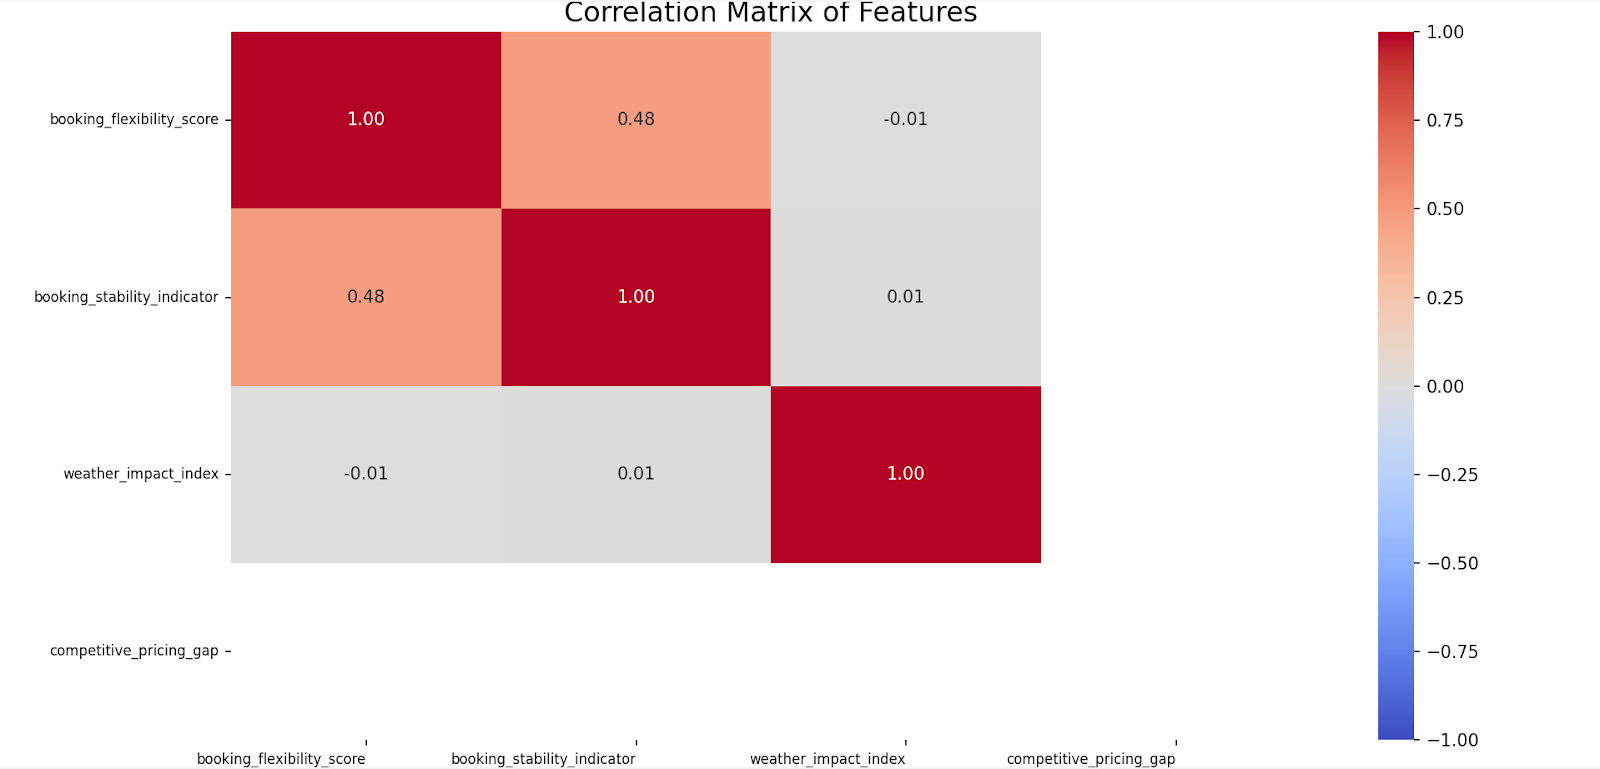 Correlation Matrix of Features
booking_flexibility_score 1.00 0.48 -0.01
booking_stability_indicator 0.48 1.00 0.01
weather_impact_index -0.01 0.01 1.00
competitive_pricing_gap
booking_flexibility_score booking_stability_indicator weather_impact_index competitive_pricing_gap
1.00
0.75
0.50
0.25
0.00
−0.25
−0.50
−0.75
−1.00